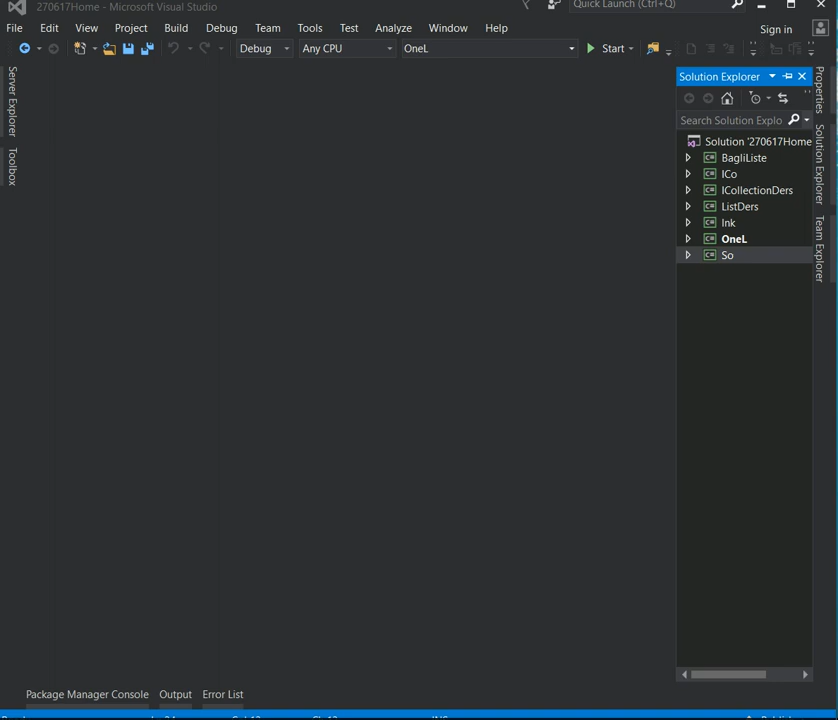 270617Home - Microsoft Visual Studio
Quick Launch (Ctrl+Q)
File Edit View Project Build Debug Team Tools Test Analyze Window Help
Sign in
Debug Any CPU OneL Start
Server Explorer
Toolbox
Solution Explorer
Search Solution Explo
Solution '270617Home
BagliListe
ICo
ICollectionDers
ListDers
Ink
OneL
So
Properties
Solution Explorer
Team Explorer
Package Manager Console Output Error List